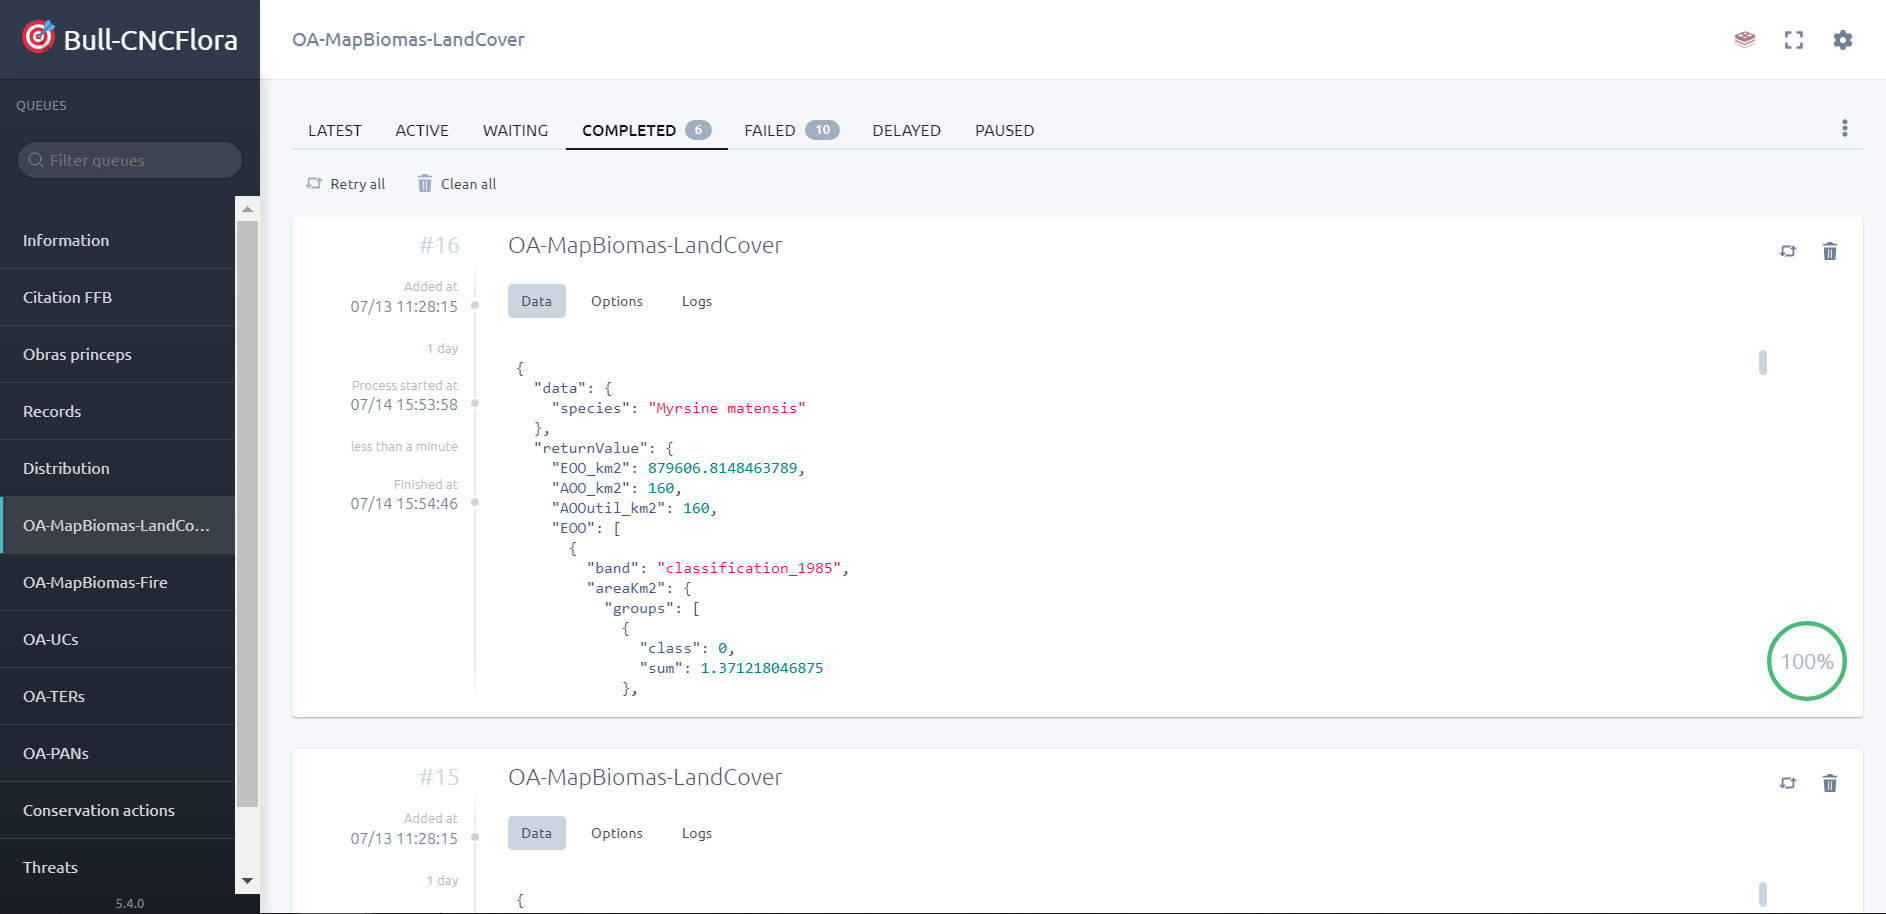 Bull-CNCFlora
QUEUES
Filter queues
Information
Citation FFB
Obras princeps
Records
Distribution
OA-MapBiomas-LandCo...
OA-MapBiomas-Fire
OA-UCs
OA-TERs
OA-PANs
Conservation actions
Threats
5.4.0
OA-MapBiomas-LandCover
LATEST ACTIVE WAITING COMPLETED 6 FAILED 10 DELAYED PAUSED
Retry all Clean all
#16
Added at
07/13 11:28:15
1 day
Process started at
07/14 15:53:58
less than a minute
Finished at
07/14 15:54:46
OA-MapBiomas-LandCover
Data Options Logs
{
"data": {
"species": "Myrsine matensis"
},
"returnValue": {
"EOO_km2": 879606.8148463789,
"AOO_km2": 160,
"AOOutil_km2": 160,
"EOO": [
{
"band": "classification_1985",
"areaKm2": {
"groups": [
{
"class": 0,
"sum": 1.371218046875
},
100%
#15
Added at
07/13 11:28:15
1 day
OA-MapBiomas-LandCover
Data Options Logs
{